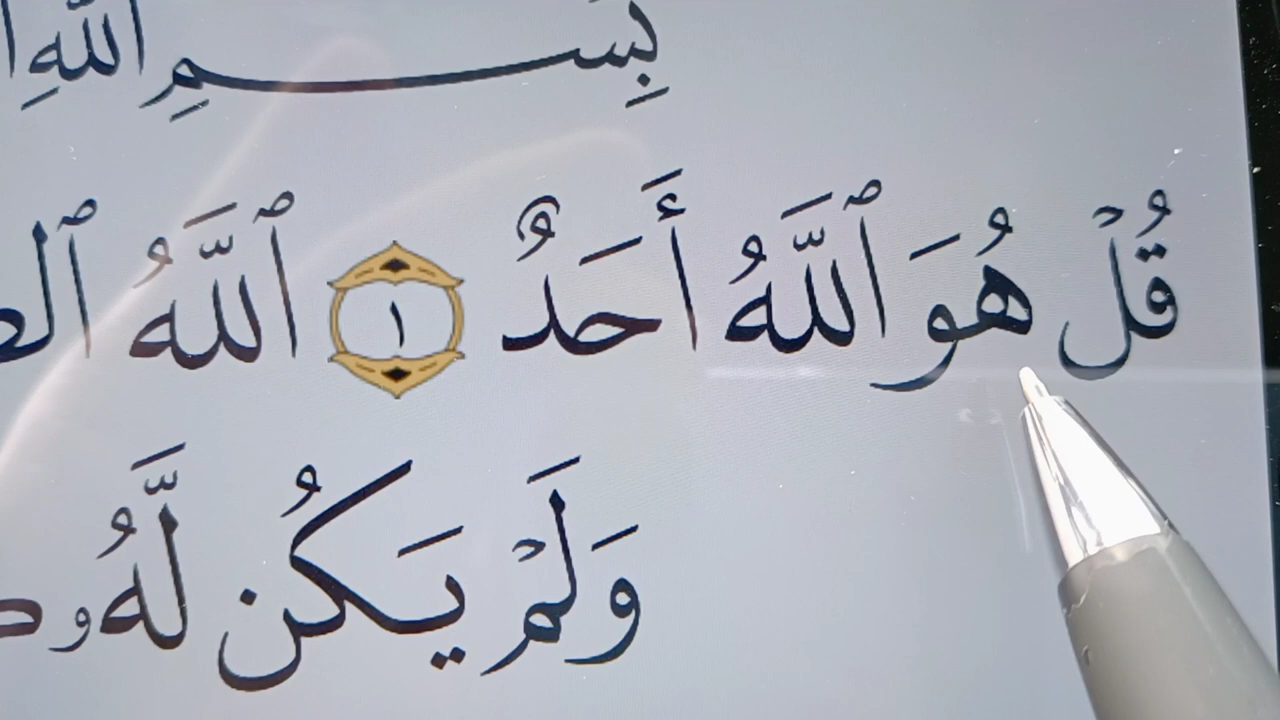 بِسْمِ ٱللَّهِ
قُلْ هُوَ ٱللَّهُ أَحَدٌ ١ ٱللَّهُ
وَلَمْ يَكُن لَّهُۥ